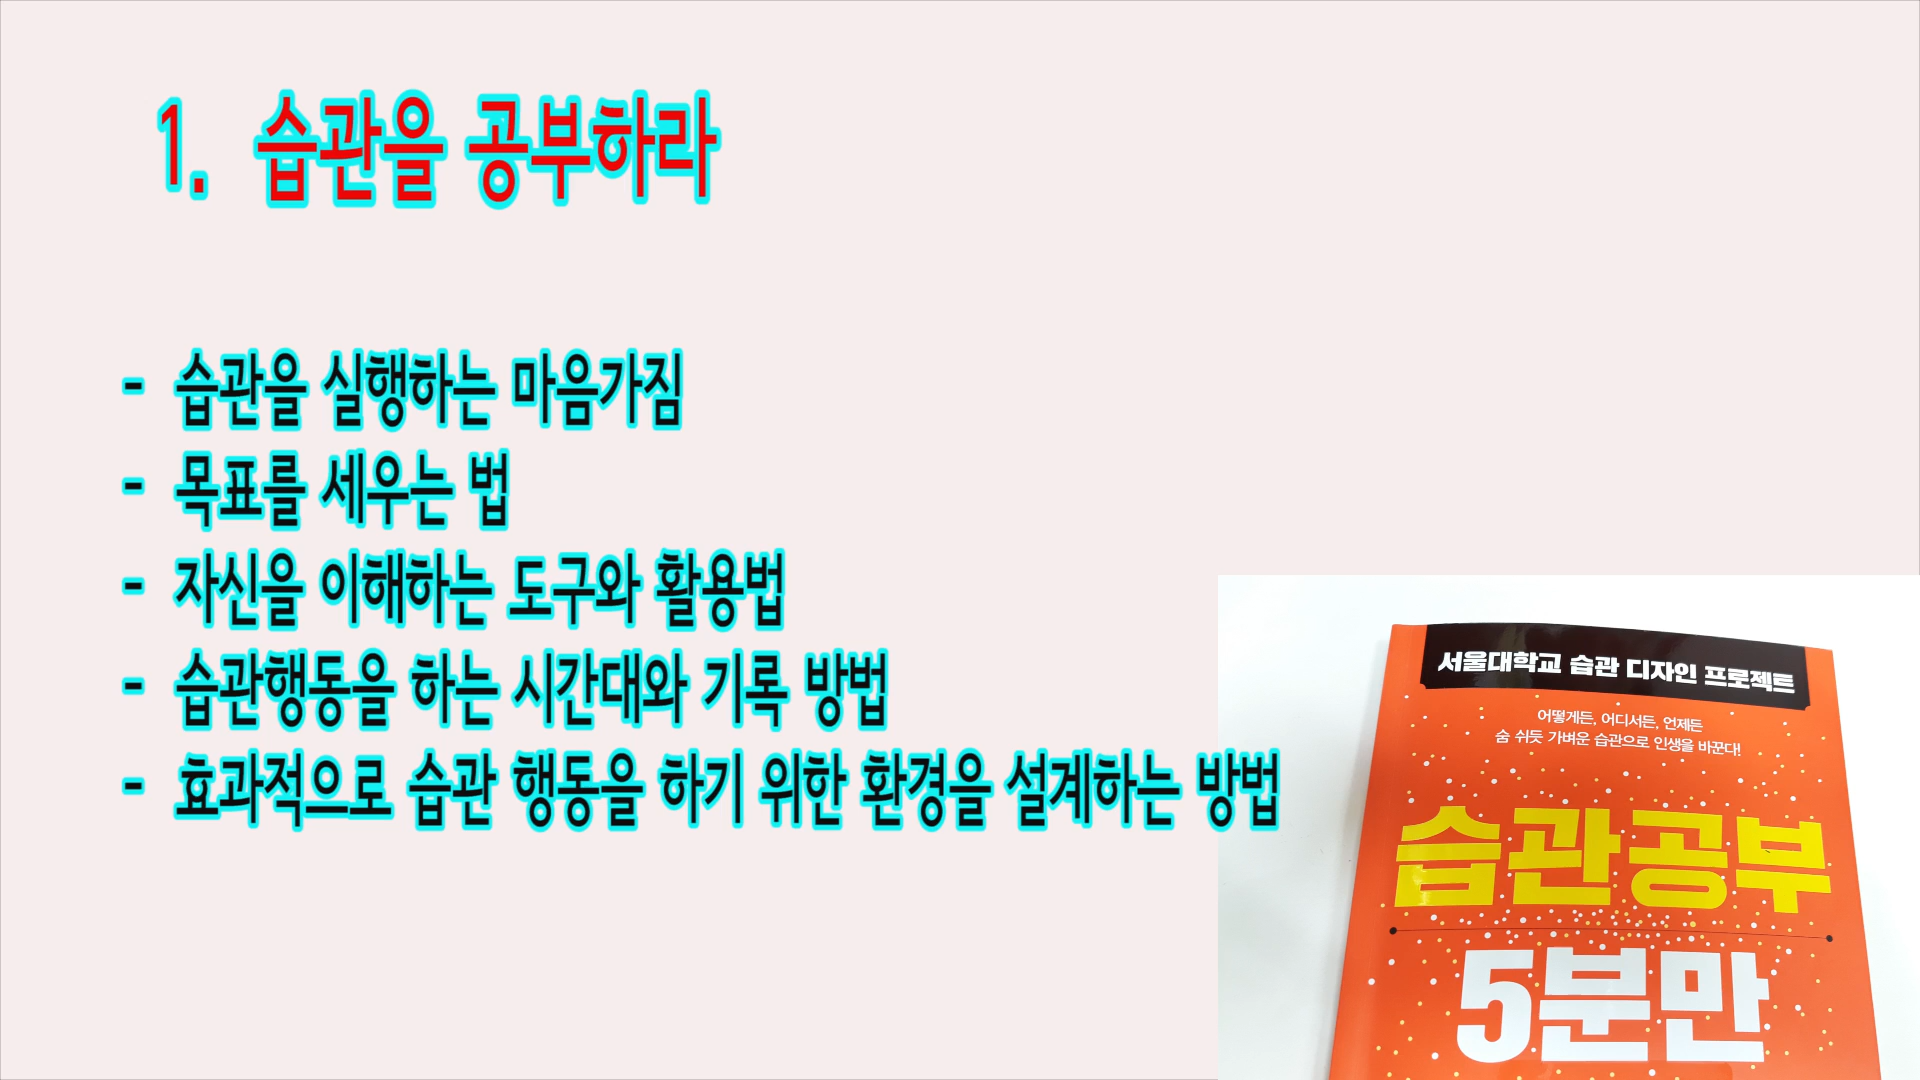 1. 습관을 공부하라
- 습관을 실행하는 마음가짐
- 목표를 세우는 법
- 자신을 이해하는 도구와 활용법
- 습관행동을 하는 시간대와 기록 방법
- 효과적으로 습관 행동을 하기 위한 환경을 설계하는 방법
서울대학교 습관 디자인 프로젝트
어떻게든, 어디서든, 언제든
숨 쉬듯 가벼운 습관으로 인생을 바꾼다!
습관공부
5분만